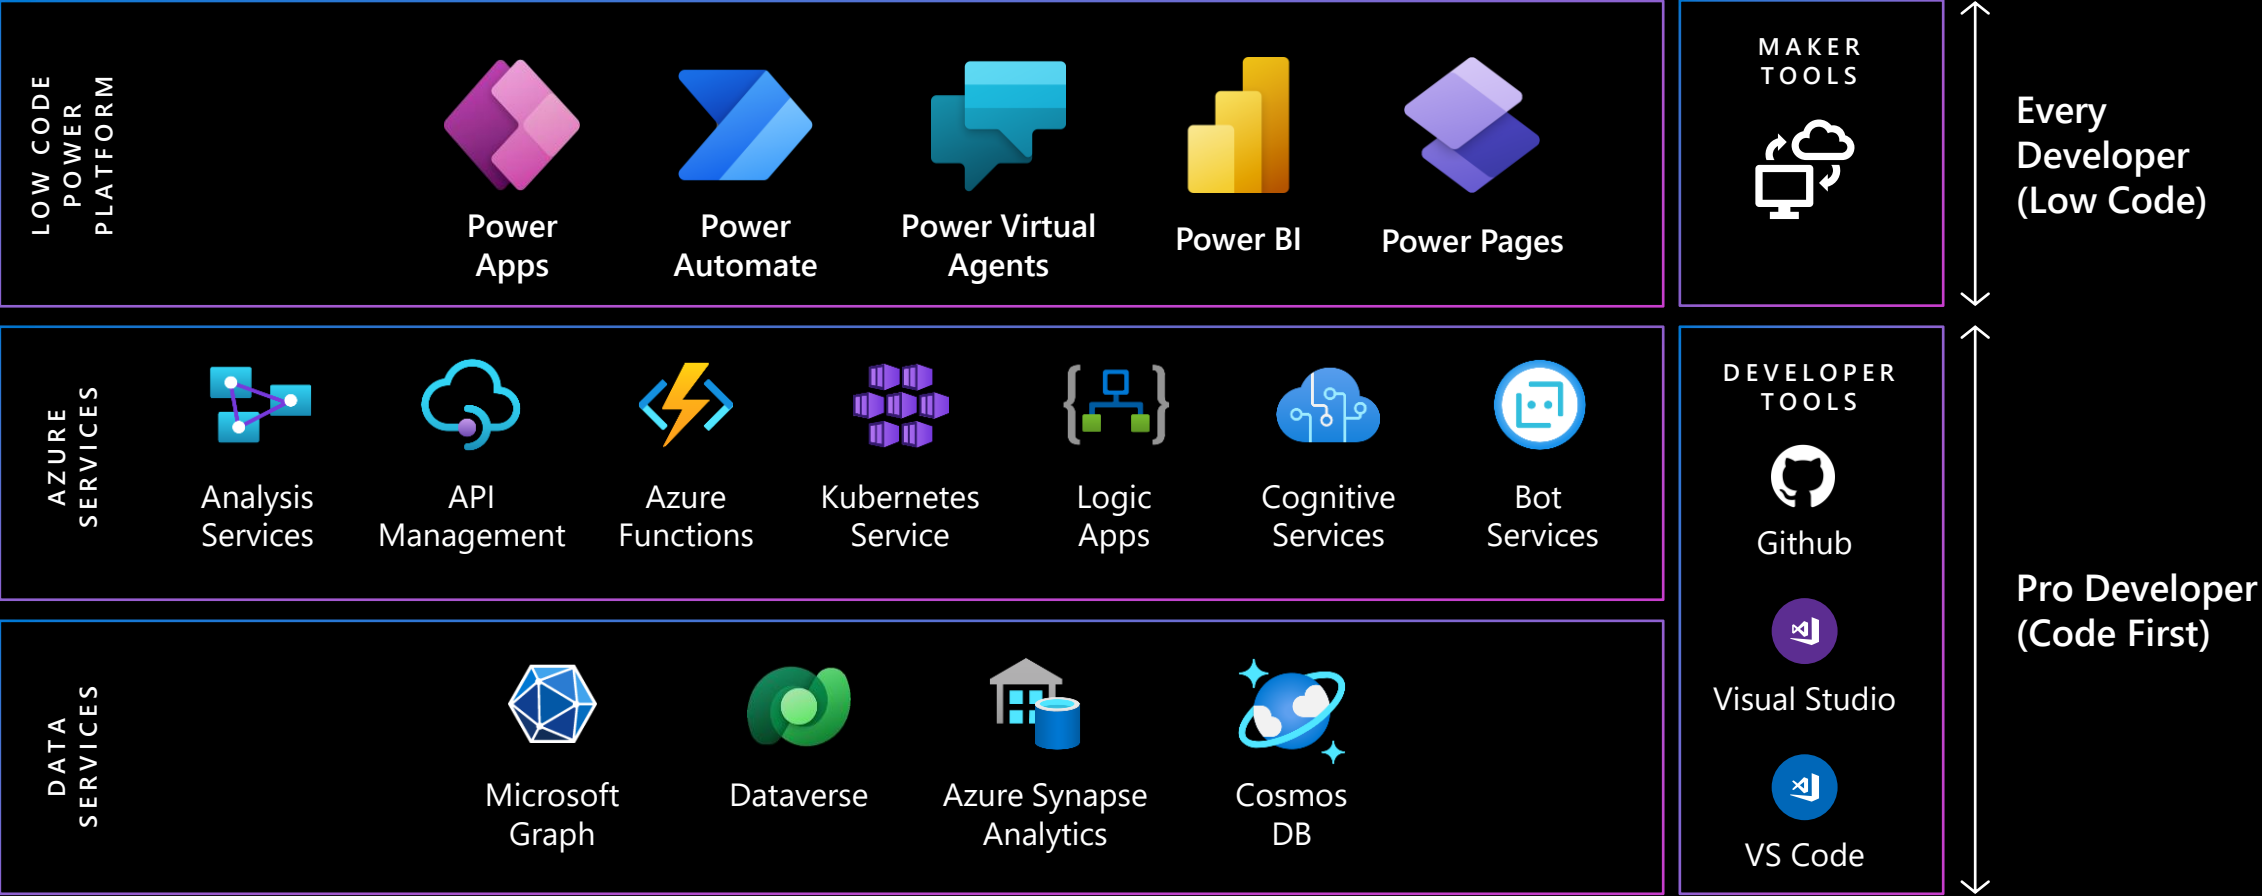 LOW CODE
POWER
PLATFORM
Power
Apps
Power
Automate
Power Virtual
Agents
Power BI
Power Pages
MAKER
TOOLS
Every
Developer
(Low Code)
AZURE
SERVICES
Analysis
Services
API
Management
Azure
Functions
Kubernetes
Service
Logic
Apps
Cognitive
Services
Bot
Services
DEVELOPER
TOOLS
Github
Visual Studio
VS Code
Pro Developer
(Code First)
DATA
SERVICES
Microsoft
Graph
Dataverse
Azure Synapse
Analytics
Cosmos
DB